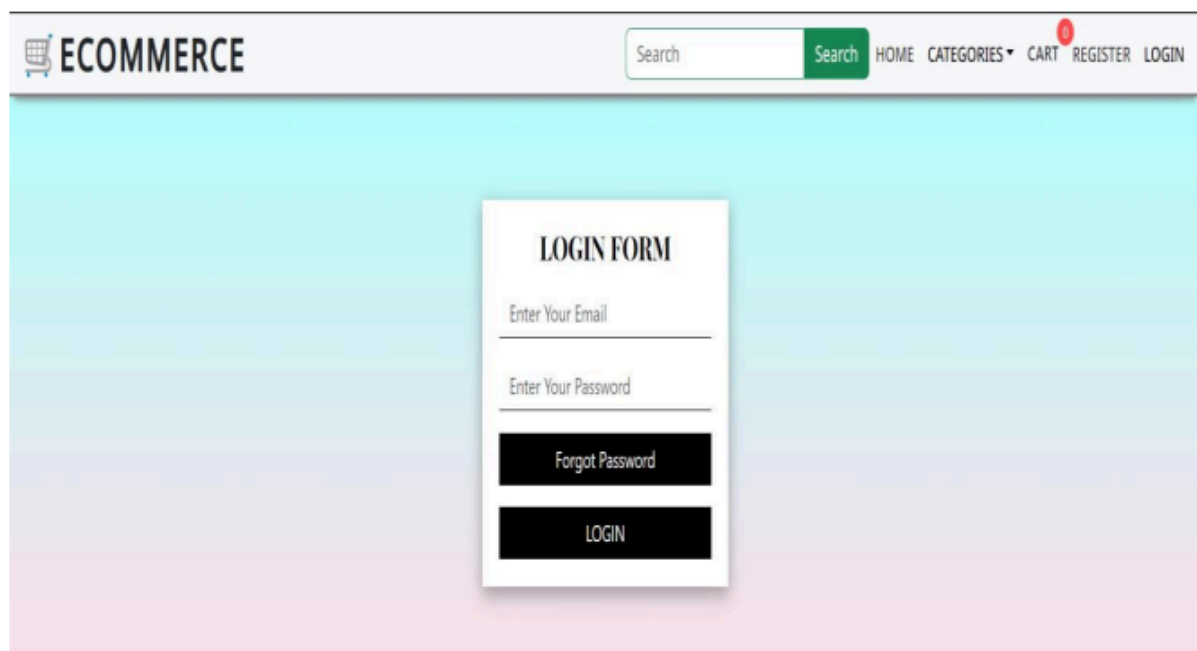 ECOMMERCE
Search Search HOME CATEGORIES CART 0 REGISTER LOGIN
LOGIN FORM
Enter Your Email
Enter Your Password
Forgot Password
LOGIN